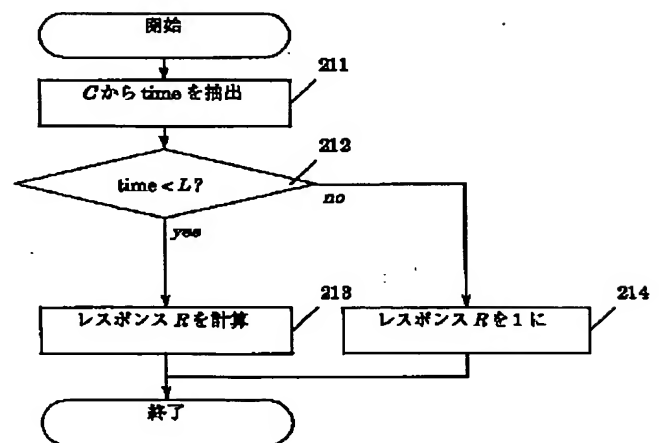 開始
211
Cからtimeを抽出
212
time < L?
no
yes
213
レスポンスRを計算
214
レスポンスRを1に
終了